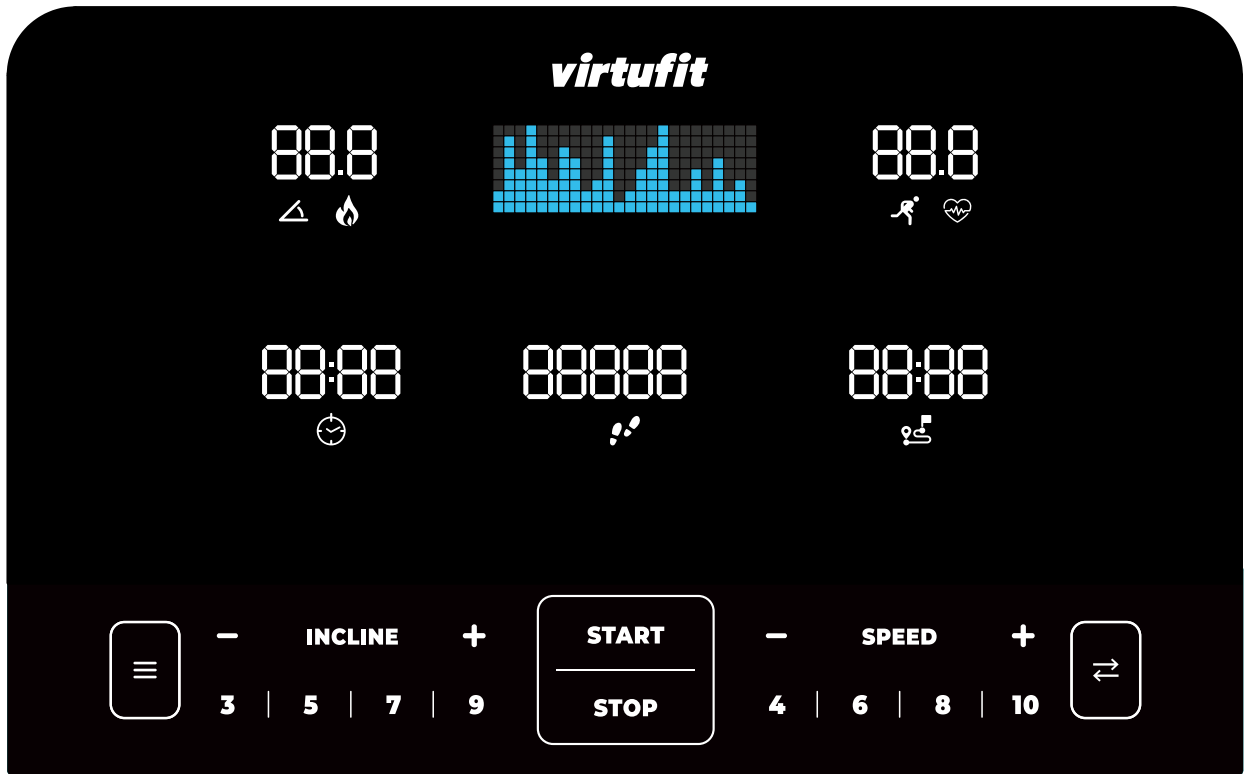 virtufit
88.8
88.8
88:88
88888
88:88
- INCLINE +
START
- SPEED +
3 | 5 | 7 | 9
STOP
4 | 6 | 8 | 10